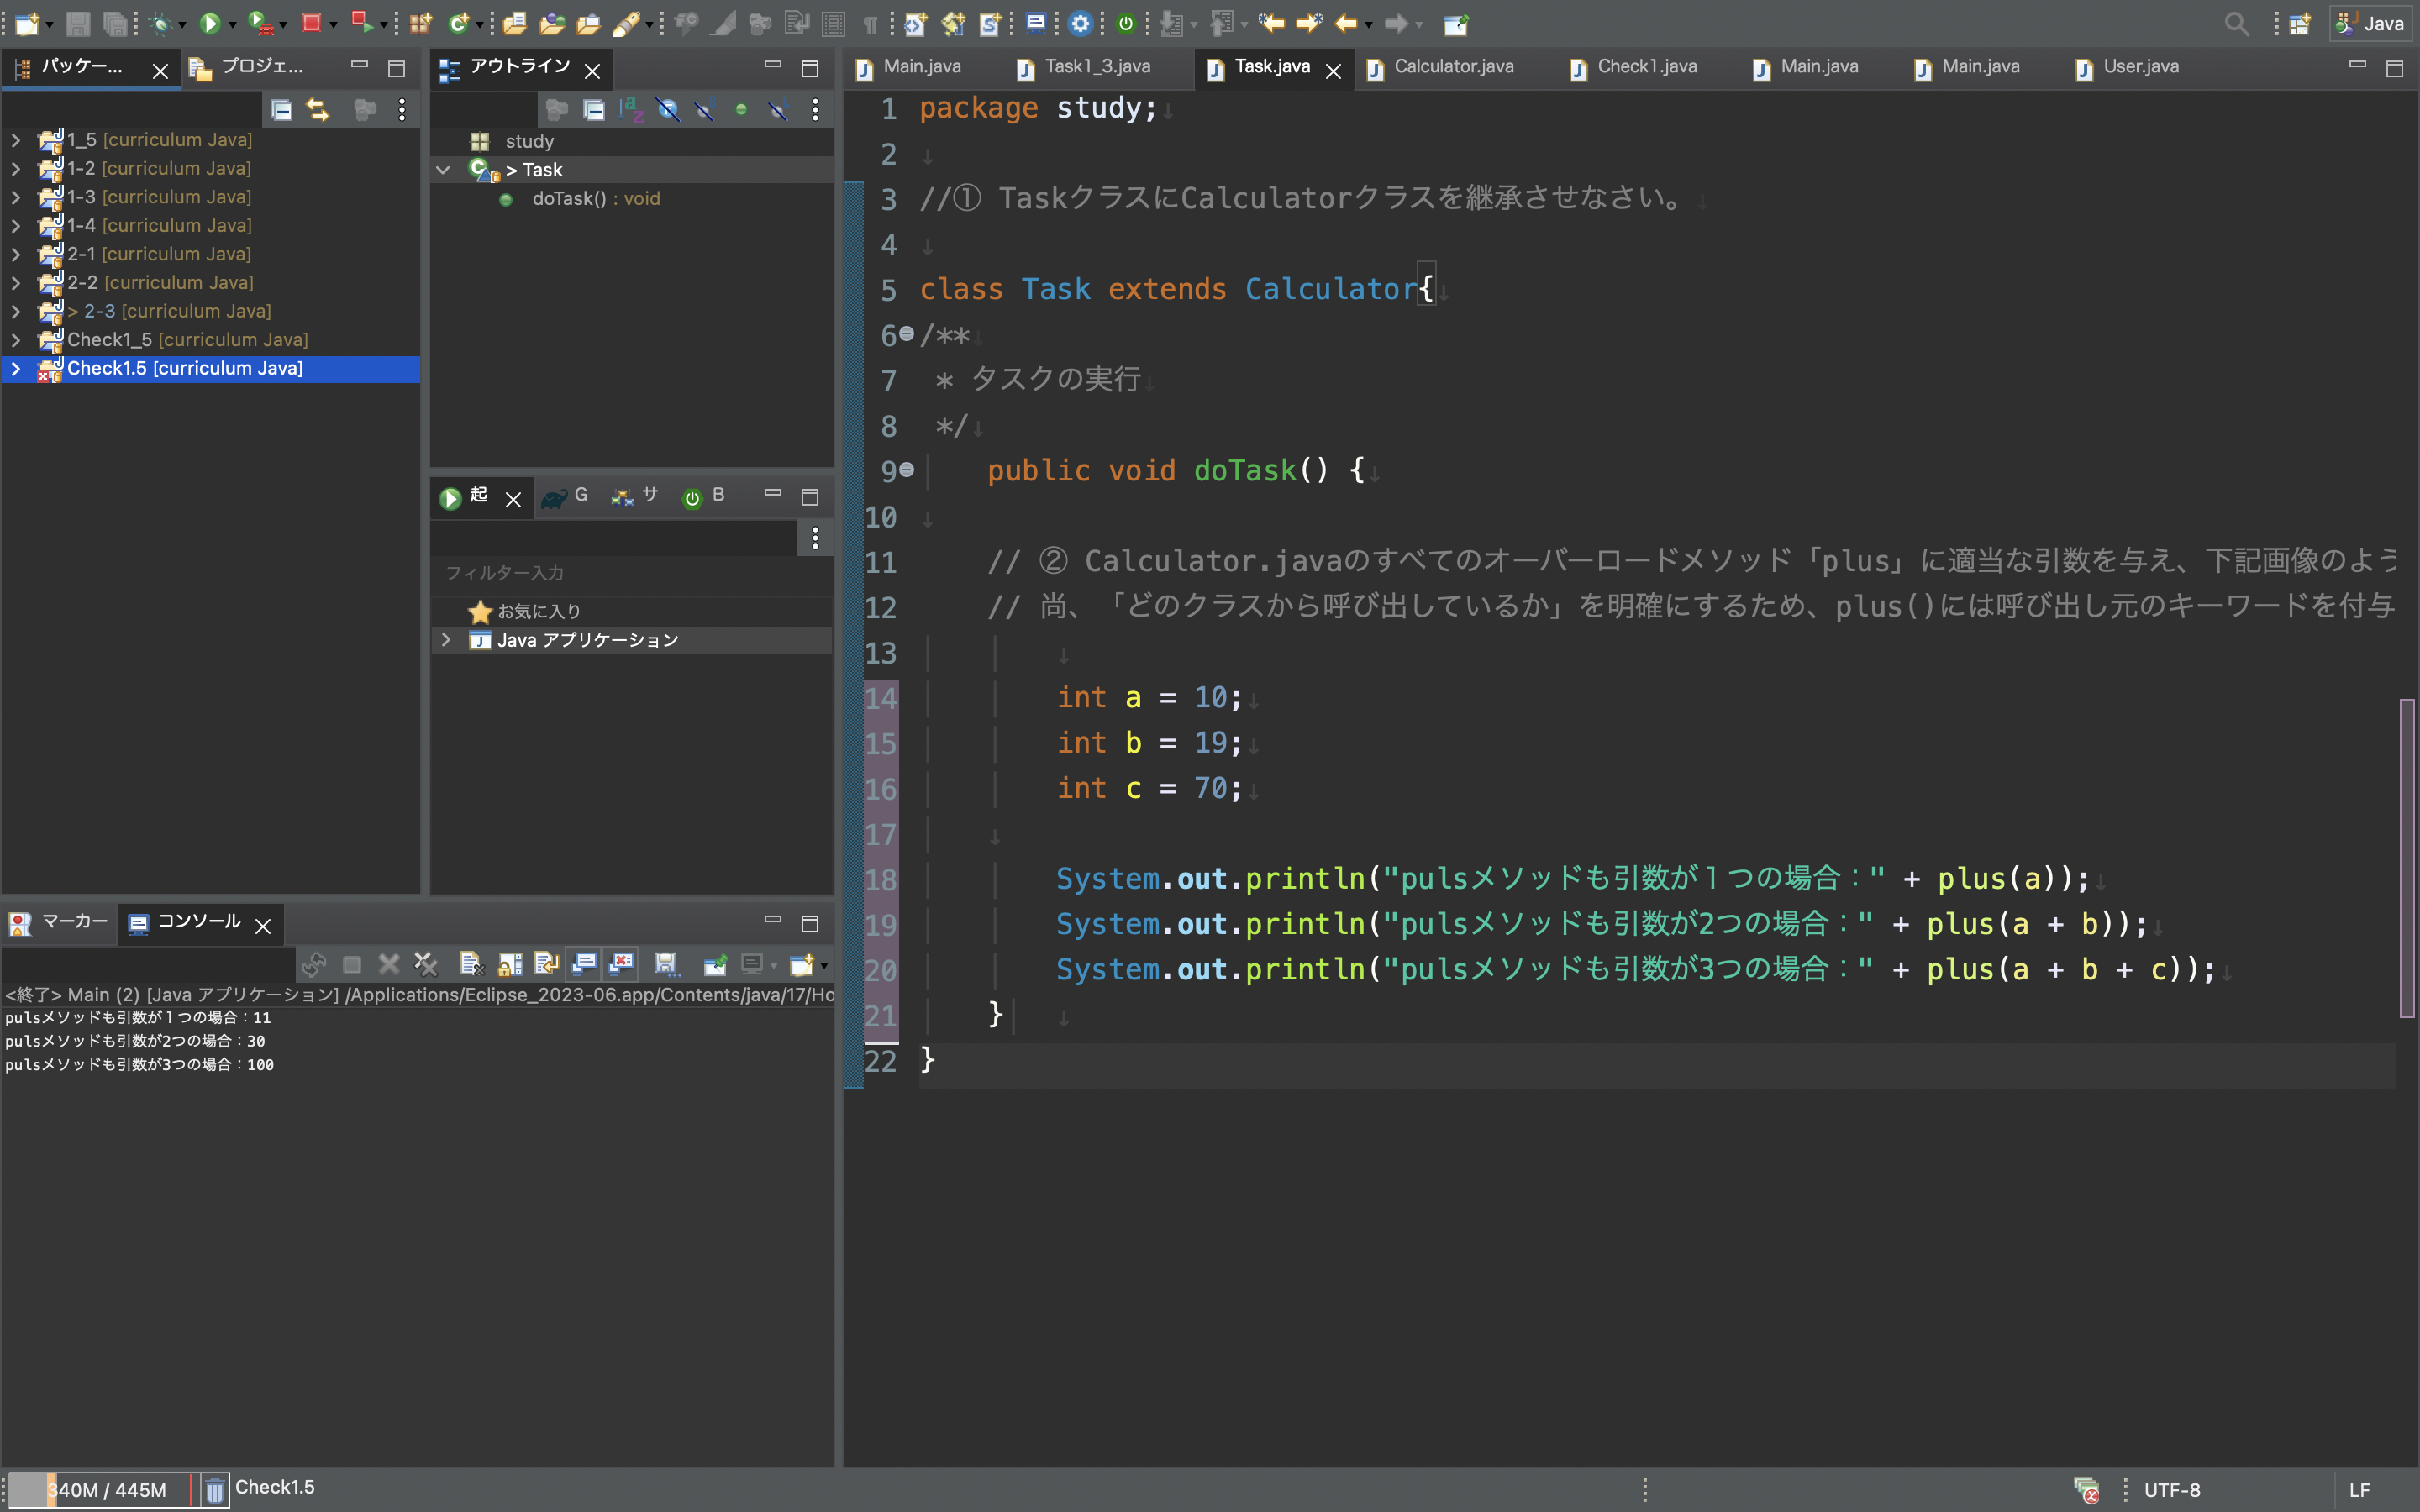 Java
パッケー...
プロジェ...
1_5 [curriculum Java]
1-2 [curriculum Java]
1-3 [curriculum Java]
1-4 [curriculum Java]
2-1 [curriculum Java]
2-2 [curriculum Java]
> 2-3 [curriculum Java]
Check1_5 [curriculum Java]
Check1.5 [curriculum Java]
アウトライン
study
> Task
doTask() : void
起
G
サ
B
フィルター入力
お気に入り
Java アプリケーション
Main.java
Task1_3.java
Task.java
Calculator.java
Check1.java
Main.java
Main.java
User.java
1 package study;
2
3 //① TaskクラスにCalculatorクラスを継承させなさい。
4
5 class Task extends Calculator{
6 /**
7 * タスクの実行
8 */
9 public void doTask() {
10
11 // ② Calculator.javaのすべてのオーバーロードメソッド「plus」に適当な引数を与え、下記画像のよう
12 // 尚、「どのクラスから呼び出しているか」を明確にするため、plus()には呼び出し元のキーワードを付与
13
14 int a = 10;
15 int b = 19;
16 int c = 70;
17
18 System.out.println("pulsメソッドも引数が１つの場合：" + plus(a));
19 System.out.println("pulsメソッドも引数が2つの場合：" + plus(a + b));
20 System.out.println("pulsメソッドも引数が3つの場合：" + plus(a + b + c));
21 }
22 }
マーカー
コンソール
<終了> Main (2) [Java アプリケーション] /Applications/Eclipse_2023-06.app/Contents/java/17/Ho
pulsメソッドも引数が１つの場合：11
pulsメソッドも引数が2つの場合：30
pulsメソッドも引数が3つの場合：100
340M / 445M
Check1.5
UTF-8
LF